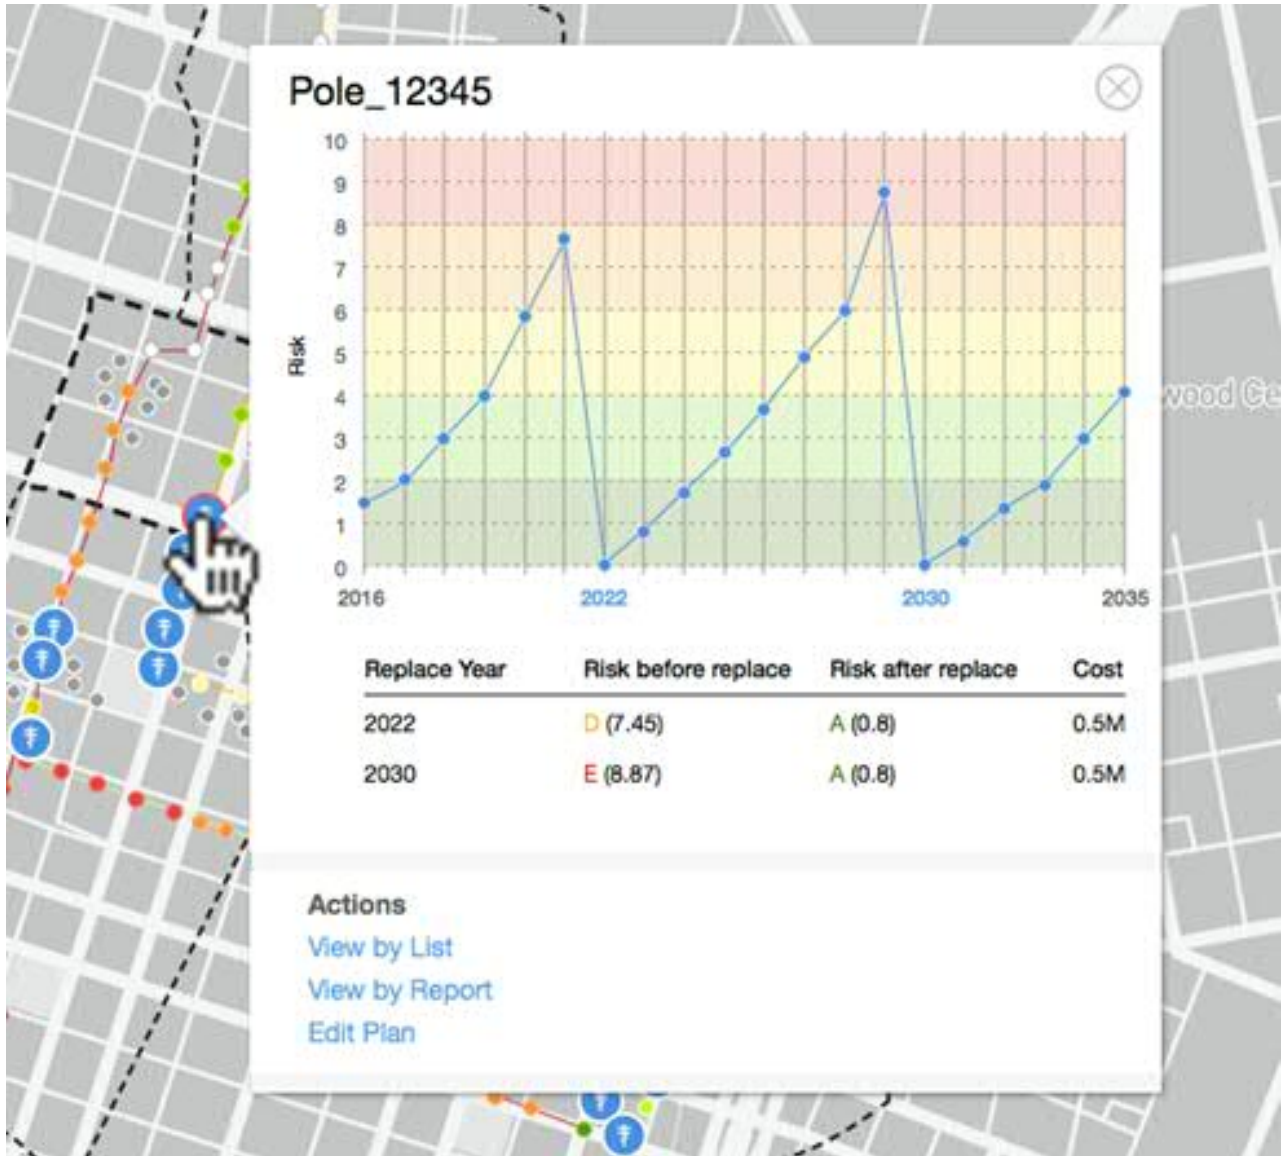 Pole_12345
10
9
8
7
6
5
4
3
2
1
0
Risk
2016 2022 2030 2035
Replace Year Risk before replace Risk after replace Cost
2022 D (7.45) A (0.8) 0.5M
2030 E (8.87) A (0.8) 0.5M
Actions
View by List
View by Report
Edit Plan
wood Ce